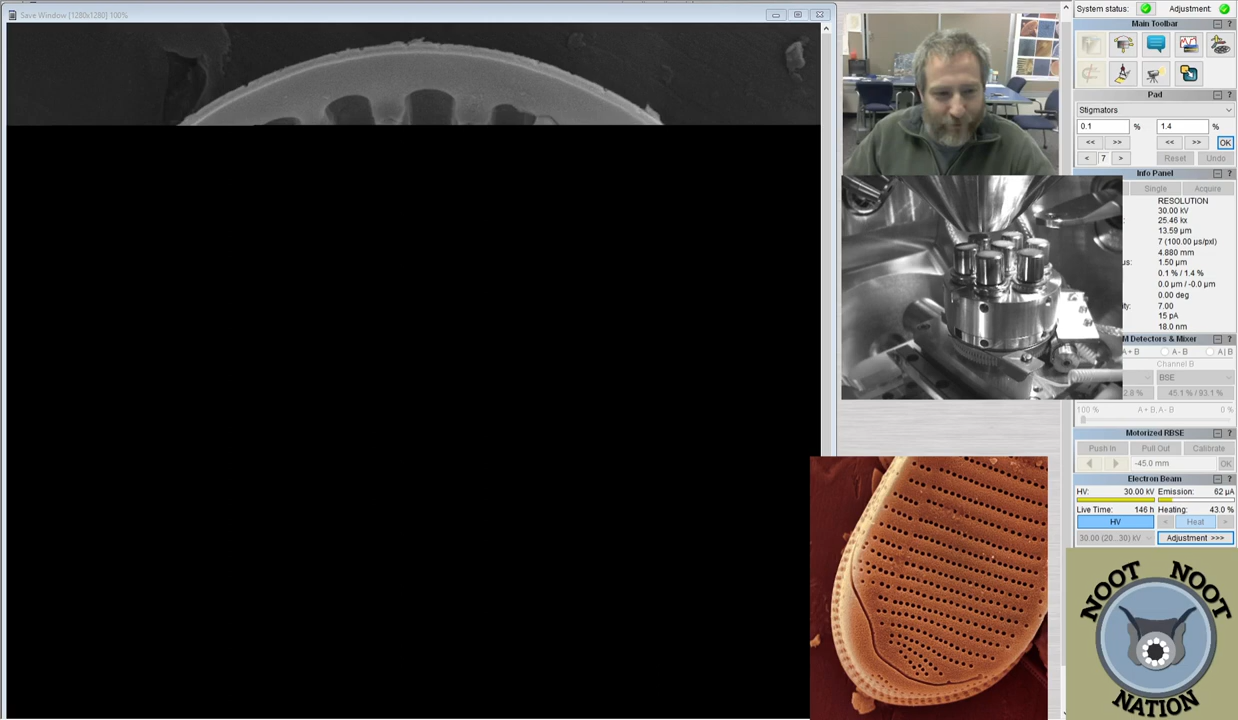 Save Window [1280x1280] 100%
System status:
Adjustment:
Main Toolbar
?
Pad
?
Stigmators
0.1 % 1.4 %
<< >> << >> OK
< 7 > Reset Undo
Info Panel
?
Single Acquire
RESOLUTION
30.00 kV
25.46 kx
13.59 µm
7 (100.00 µs/pxl)
4.880 mm
us: 1.50 µm
0.1 % / 1.4 %
0.0 µm / -0.0 µm
0.00 deg
ity: 7.00
15 pA
18.0 nm
M Detectors & Mixer
?
A + B A - B A | B
Channel B
BSE
2.8 % 45.1 % / 93.1 %
100 % A + B, A - B 0 %
Motorized RBSE
?
Push In Pull Out Calibrate
-45.0 mm OK
Electron Beam
?
HV: 30.00 kV Emission: 62 µA
Live Time: 146 h Heating: 43.0 %
HV < Heat >
30.00 (20...30) kV Adjustment >>>
NOOT NOOT
NATION